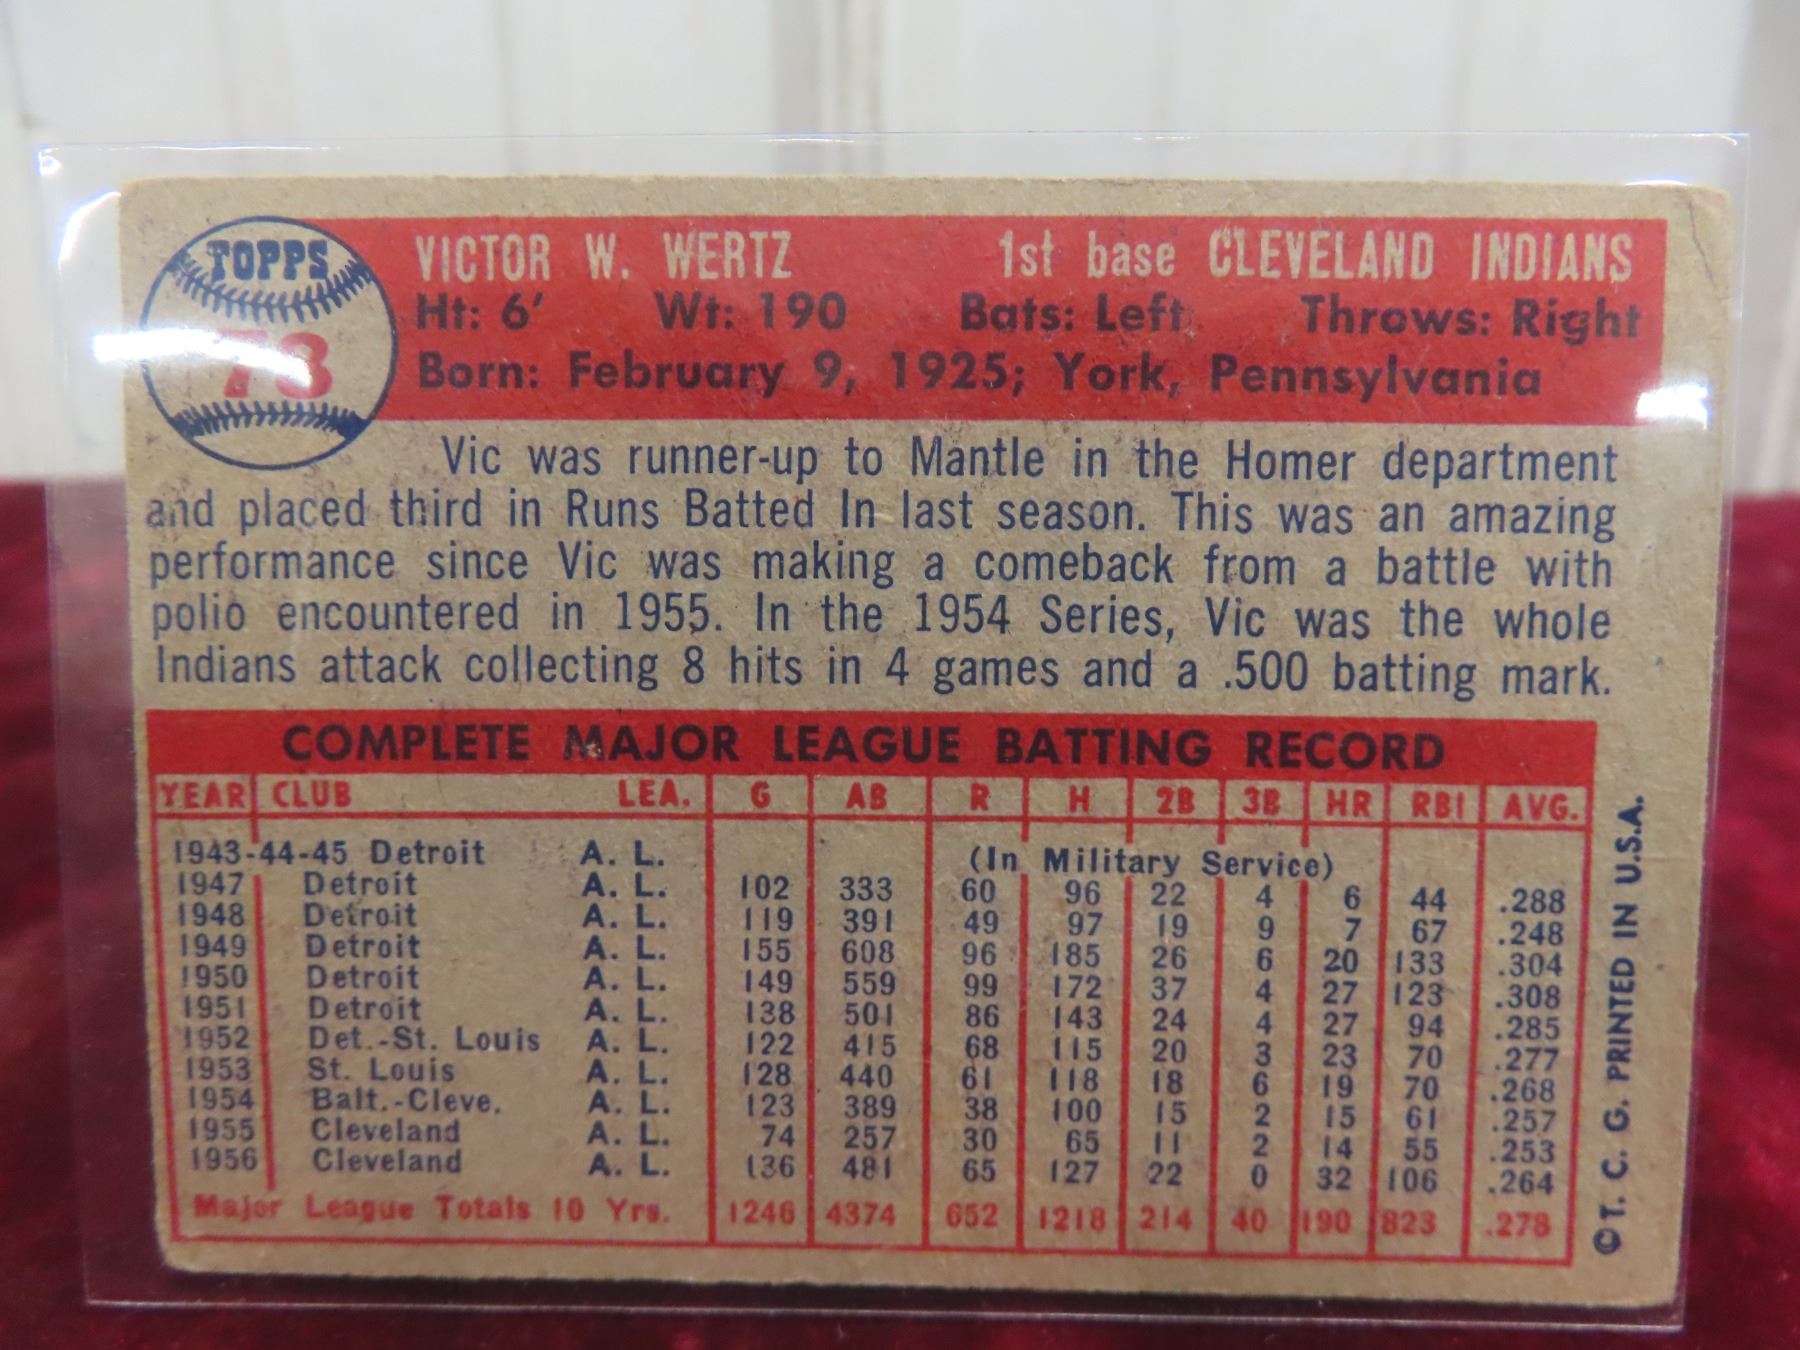 TOPPS
78
VICTOR W. WERTZ 1st base CLEVELAND INDIANS
Ht: 6' Wt: 190 Bats: Left Throws: Right
Born: February 9, 1925; York, Pennsylvania
Vic was runner-up to Mantle in the Homer department
and placed third in Runs Batted In last season. This was an amazing
performance since Vic was making a comeback from a battle with
polio encountered in 1955. In the 1954 Series, Vic was the whole
Indians attack collecting 8 hits in 4 games and a .500 batting mark.
COMPLETE MAJOR LEAGUE BATTING RECORD
YEAR CLUB LEA. G AB R H 2B 3B HR RBI AVG.
1943-44-45 Detroit A. L. (In Military Service)
1947 Detroit A. L. 102 333 60 96 22 4 6 44 .288
1948 Detroit A. L. 119 391 49 97 19 9 7 67 .248
1949 Detroit A. L. 155 608 96 185 26 6 20 133 .304
1950 Detroit A. L. 149 559 99 172 37 4 27 123 .308
1951 Detroit A. L. 138 501 86 143 24 4 27 94 .285
1952 Det.-St. Louis A. L. 122 415 68 115 20 3 23 70 .277
1953 St. Louis A. L. 128 440 61 118 18 6 19 70 .268
1954 Balt.-Cleve. A. L. 123 389 38 100 15 2 15 61 .257
1955 Cleveland A. L. 74 257 30 65 11 2 14 55 .253
1956 Cleveland A. L. 136 481 65 127 22 0 32 106 .264
Major League Totals 10 Yrs. 1246 4374 652 1218 214 40 190 823 .278
©T. C. G. PRINTED IN U.S.A.